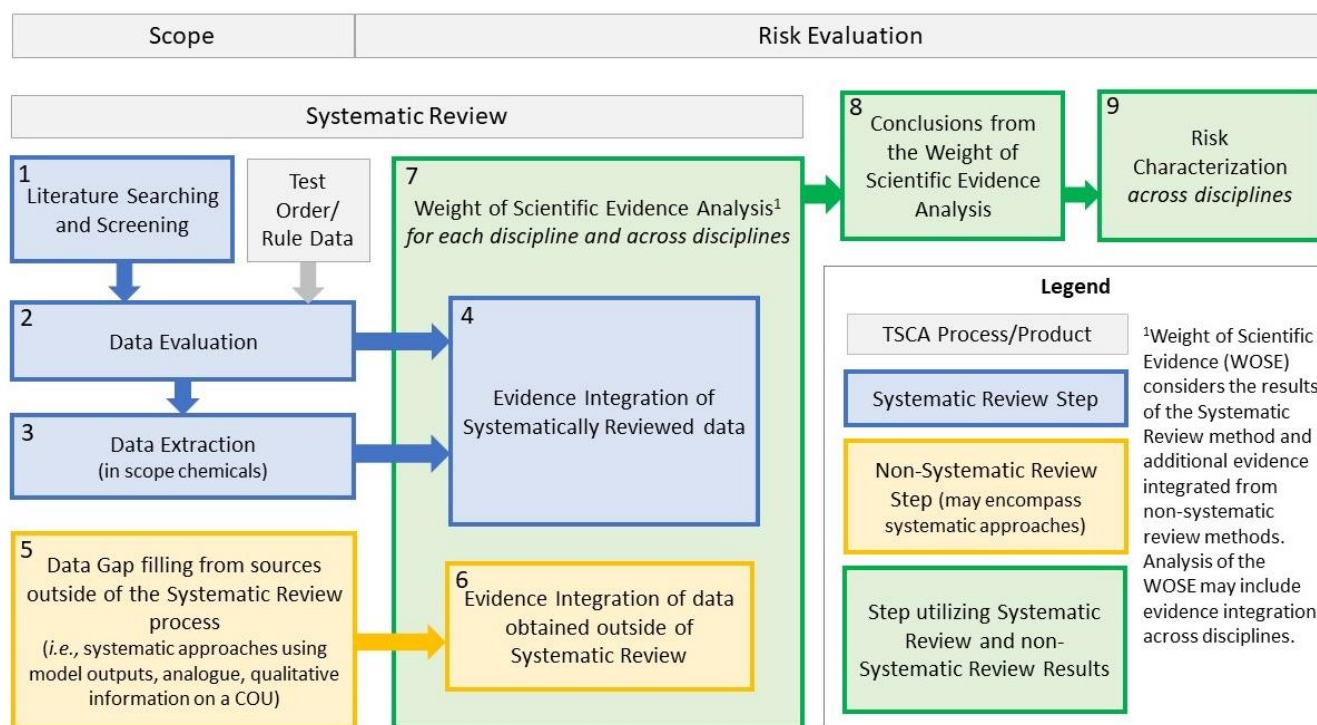 Scope
Risk Evaluation
Systematic Review
1
Literature Searching
and Screening
Test
Order/
Rule Data
2
Data Evaluation
3
Data Extraction
(in scope chemicals)
5
Data Gap filling from sources
outside of the Systematic Review
process
(i.e., systematic approaches using
model outputs, analogue, qualitative
information on a COU)
7
Weight of Scientific Evidence Analysis¹
for each discipline and across disciplines
4
Evidence Integration of
Systematically Reviewed data
6
Evidence Integration of data
obtained outside of
Systematic Review
8
Conclusions from
the Weight of
Scientific Evidence
Analysis
9
Risk
Characterization
across disciplines
Legend
TSCA Process/Product
Systematic Review Step
Non-Systematic Review
Step (may encompass
systematic approaches)
Step utilizing Systematic
Review and non-
Systematic Review Results
¹Weight of Scientific
Evidence (WOSE)
considers the results
of the Systematic
Review method and
additional evidence
integrated from
non-systematic
review methods.
Analysis of the
WOSE may include
evidence integration
across disciplines.